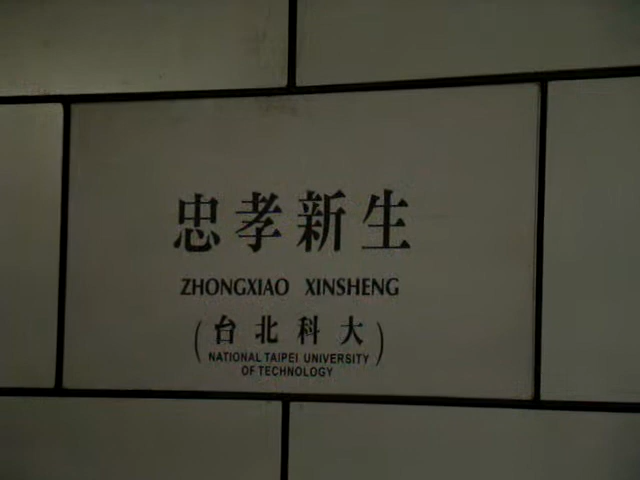 忠孝新生
ZHONGXIAO XINSHENG
(台北科大)
NATIONAL TAIPEI UNIVERSITY
OF TECHNOLOGY